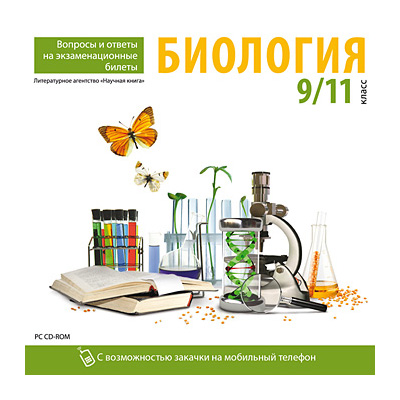 Вопросы и ответы
на экзаменационные
билеты
Литературное агентство «Научная книга»
БИОЛОГИЯ
9/11
класс
PC CD-ROM
С возможностью закачки на мобильный телефон